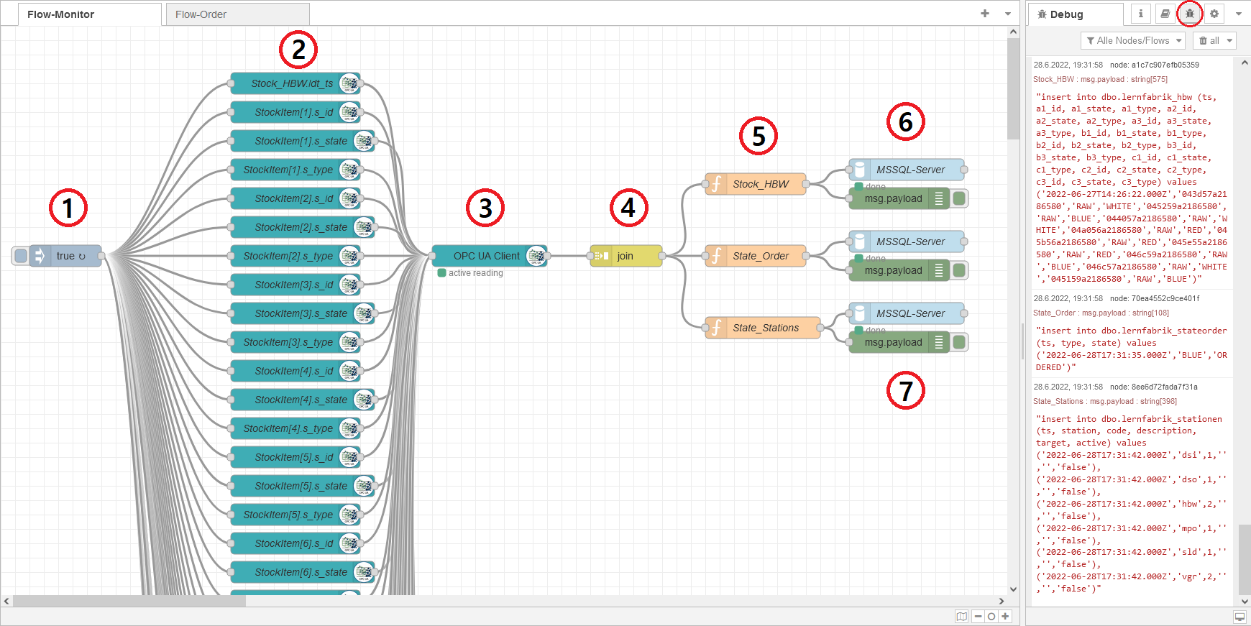 Flow-Monitor
Flow-Order
1
2
Stock_HBW.ldt_ts
StockItem[1].s_id
StockItem[1].s_state
StockItem[1].s_type
StockItem[2].s_id
StockItem[2].s_state
StockItem[2].s_type
StockItem[3].s_id
StockItem[3].s_state
StockItem[3].s_type
StockItem[4].s_id
StockItem[4].s_state
StockItem[4].s_type
StockItem[5].s_id
StockItem[5].s_state
StockItem[5].s_type
StockItem[6].s_id
StockItem[6].s_state
true ↻
3
OPC UA Client
active reading
4
join
5
Stock_HBW
State_Order
State_Stations
6
MSSQL-Server
done
msg.payload
MSSQL-Server
done
msg.payload
MSSQL-Server
done
msg.payload
7
Debug
i
Alle Nodes/Flows
all
28.6.2022, 19:31:58 node: a1c7c907efb05359
Stock_HBW : msg.payload : string[575]
"insert into dbo.lernfabrik_hbw (ts,
a1_id, a1_state, a1_type, a2_id,
a2_state, a2_type, a3_id, a3_state,
a3_type, b1_id, b1_state, b1_type,
b2_id, b2_state, b2_type, b3_id,
b3_state, b3_type, c1_id, c1_state,
c1_type, c2_id, c2_state, c2_type,
c3_id, c3_state, c3_type) values
('2022-06-27T14:26:22.000Z','043d57a2
186580','RAW','WHITE','045259a2186580
','RAW','BLUE','044057a2186580','RAW','W
HITE','04a056a2186580','RAW','RED','04
5b56a2186580','RAW','RED','045e55a2186
580','RAW','RED','046c59a2186580','RAW
','BLUE','046c57a2186580','RAW','WHITE
','045159a2186580','RAW','BLUE')"
28.6.2022, 19:31:58 node: 70ea4552c9ce401f
State_Order : msg.payload : string[108]
"insert into dbo.lernfabrik_stateorder
(ts, type, state) values
('2022-06-28T17:31:35.000Z','BLUE','OR
DERED')"
28.6.2022, 19:31:58 node: 8ee6d72fada7f31a
State_Stations : msg.payload : string[398]
"insert into dbo.lernfabrik_stationen
(ts, station, code, description,
target, active) values
('2022-06-28T17:31:42.000Z','dsi',1,''
,'','false'),
('2022-06-28T17:31:42.000Z','dso',1,''
,'','false'),
('2022-06-28T17:31:42.000Z','hbw',2,''
,'','false'),
('2022-06-28T17:31:42.000Z','mpo',1,''
,'','false'),
('2022-06-28T17:31:42.000Z','sld',1,''
,'','false'),
('2022-06-28T17:31:42.000Z','vgr',2,''
,'','false')"